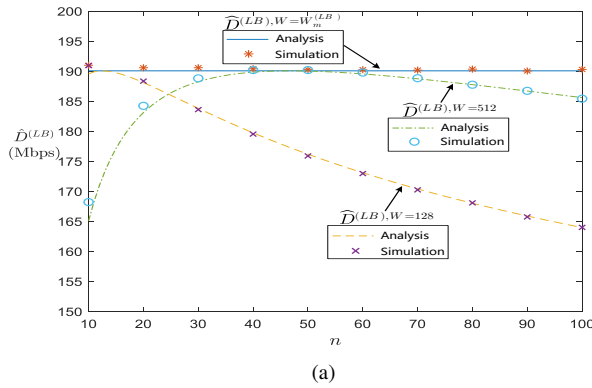 200
195
190
185
180
175
170
165
160
155
150
D̂^(LB)
(Mbps)
D̂^(LB), W=W_m^(LB)
Analysis
Simulation
D̂^(LB), W=512
Analysis
Simulation
D̂^(LB), W=128
Analysis
Simulation
10 20 30 40 50 60 70 80 90 100
n
(a)